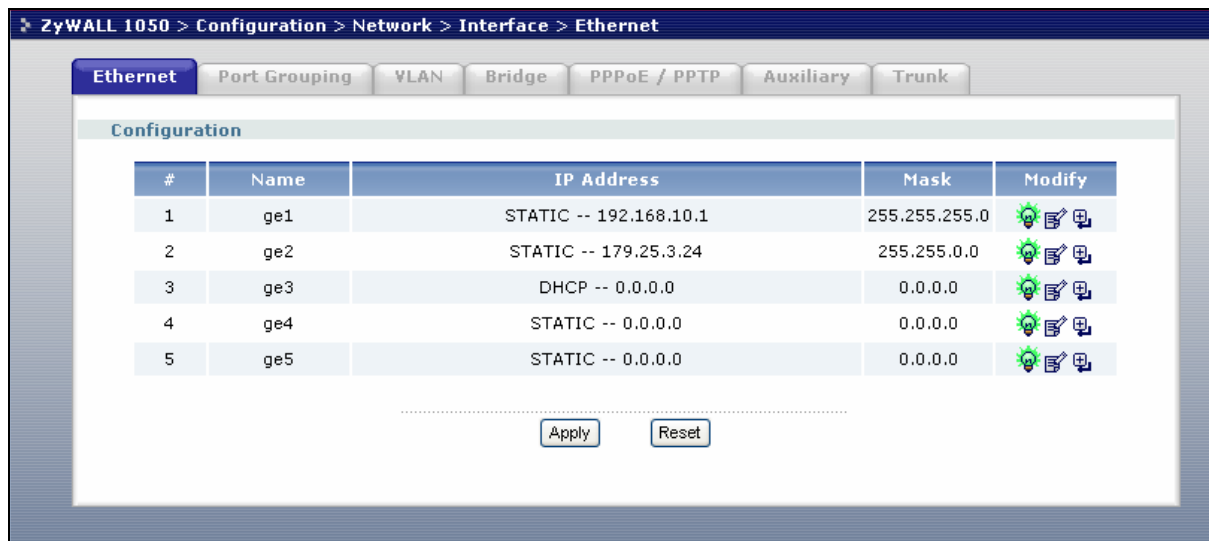 ZyWALL 1050 > Configuration > Network > Interface > Ethernet
Ethernet Port Grouping VLAN Bridge PPPoE / PPTP Auxiliary Trunk
Configuration
# Name IP Address Mask Modify
1 ge1 STATIC -- 192.168.10.1 255.255.255.0
2 ge2 STATIC -- 179.25.3.24 255.255.0.0
3 ge3 DHCP -- 0.0.0.0 0.0.0.0
4 ge4 STATIC -- 0.0.0.0 0.0.0.0
5 ge5 STATIC -- 0.0.0.0 0.0.0.0
Apply Reset